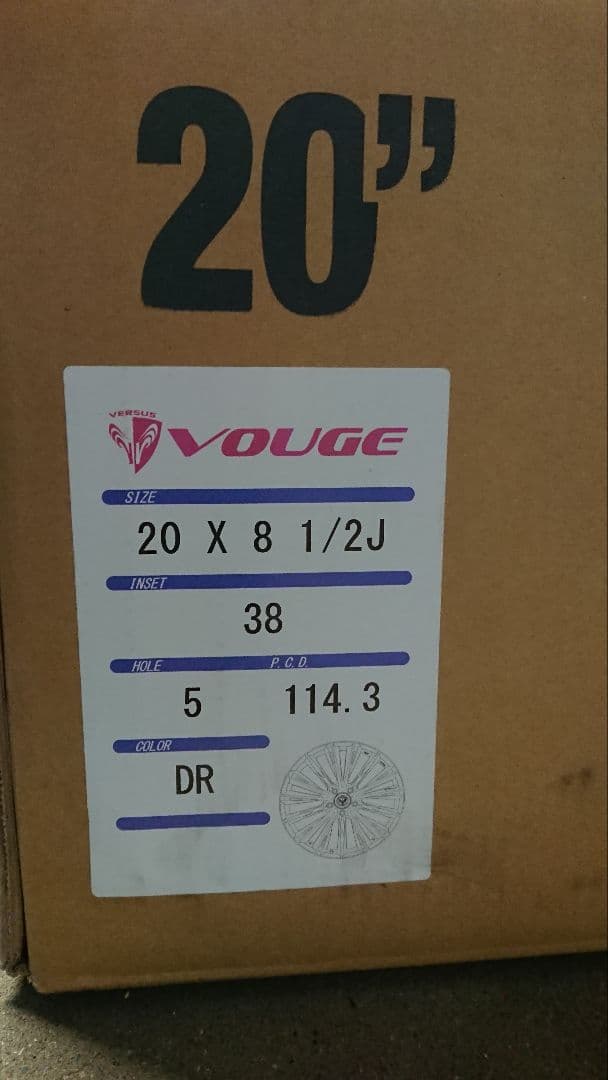 20”
VERSUS
VOUGE
SIZE
20 X 8 1/2J
INSET
38
HOLE P.C.D.
5 114.3
COLOR
DR